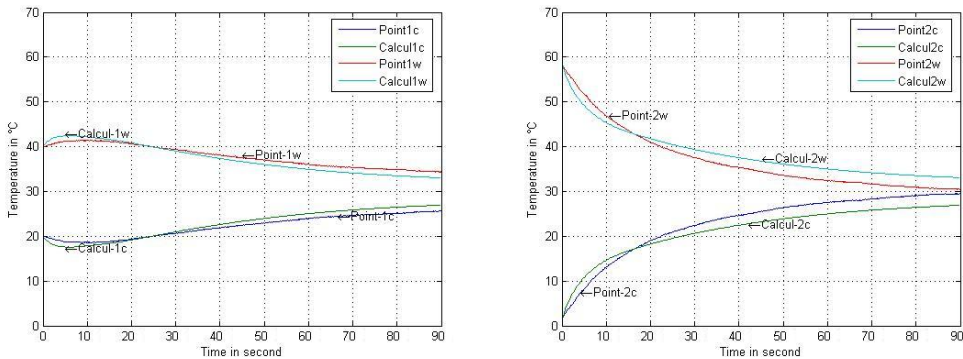 70
60
50
40
30
20
10
0
Temperature in °C
0 10 20 30 40 50 60 70 80 90
Time in second
Point1c
Calcul1c
Point1w
Calcul1w
←Calcul-1w
←Point-1w
←Point-1c
←Calcul-1c
70
60
50
40
30
20
10
0
Temperature in °C
0 10 20 30 40 50 60 70 80 90
Time in second
Point2c
Calcul2c
Point2w
Calcul2w
←Point-2w
←Calcul-2w
←Calcul-2c
←Point-2c